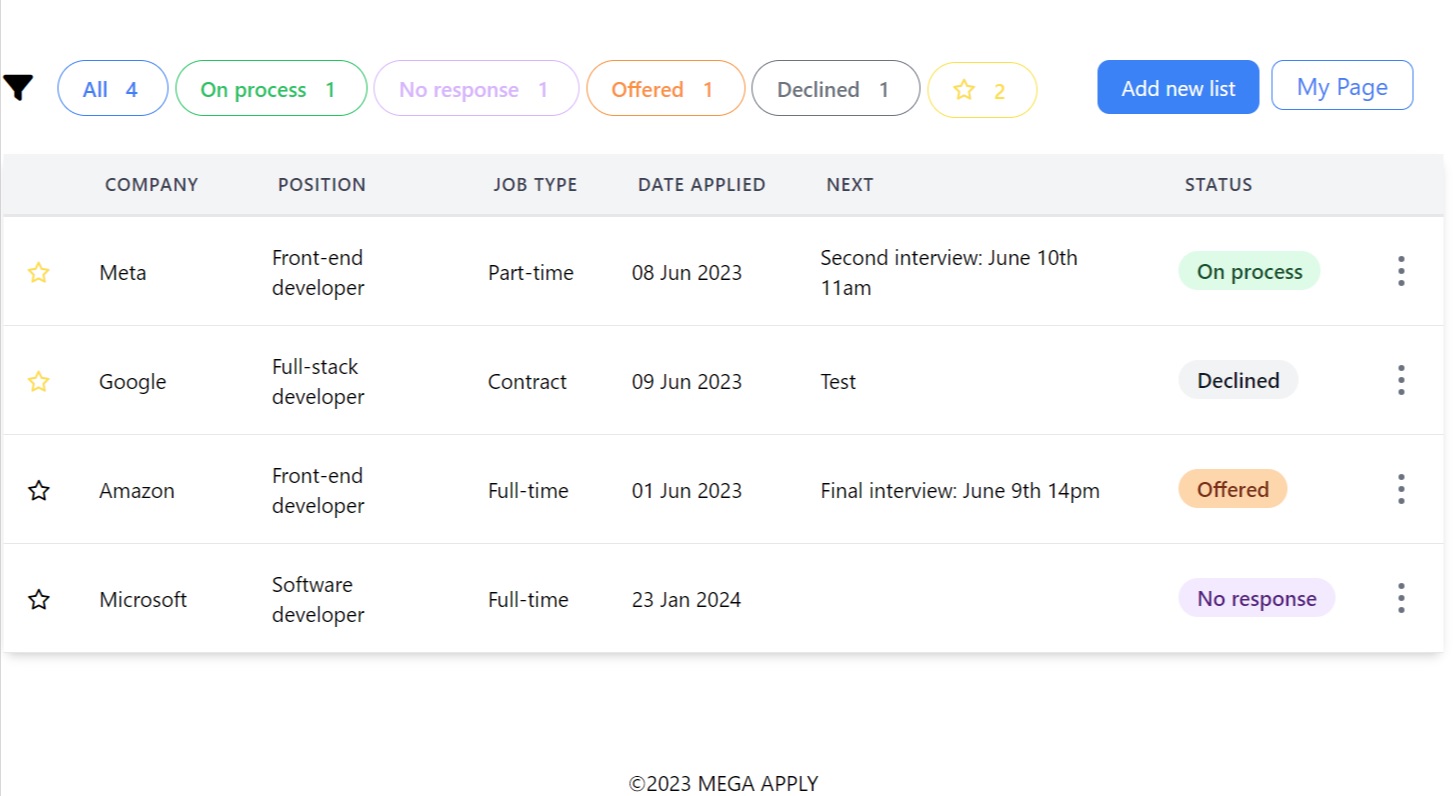 All 4 On process 1 No response 1 Offered 1 Declined 1 2 Add new list My Page
COMPANY POSITION JOB TYPE DATE APPLIED NEXT STATUS
Meta Front-end developer Part-time 08 Jun 2023 Second interview: June 10th 11am On process
Google Full-stack developer Contract 09 Jun 2023 Test Declined
Amazon Front-end developer Full-time 01 Jun 2023 Final interview: June 9th 14pm Offered
Microsoft Software developer Full-time 23 Jan 2024 No response
©2023 MEGA APPLY